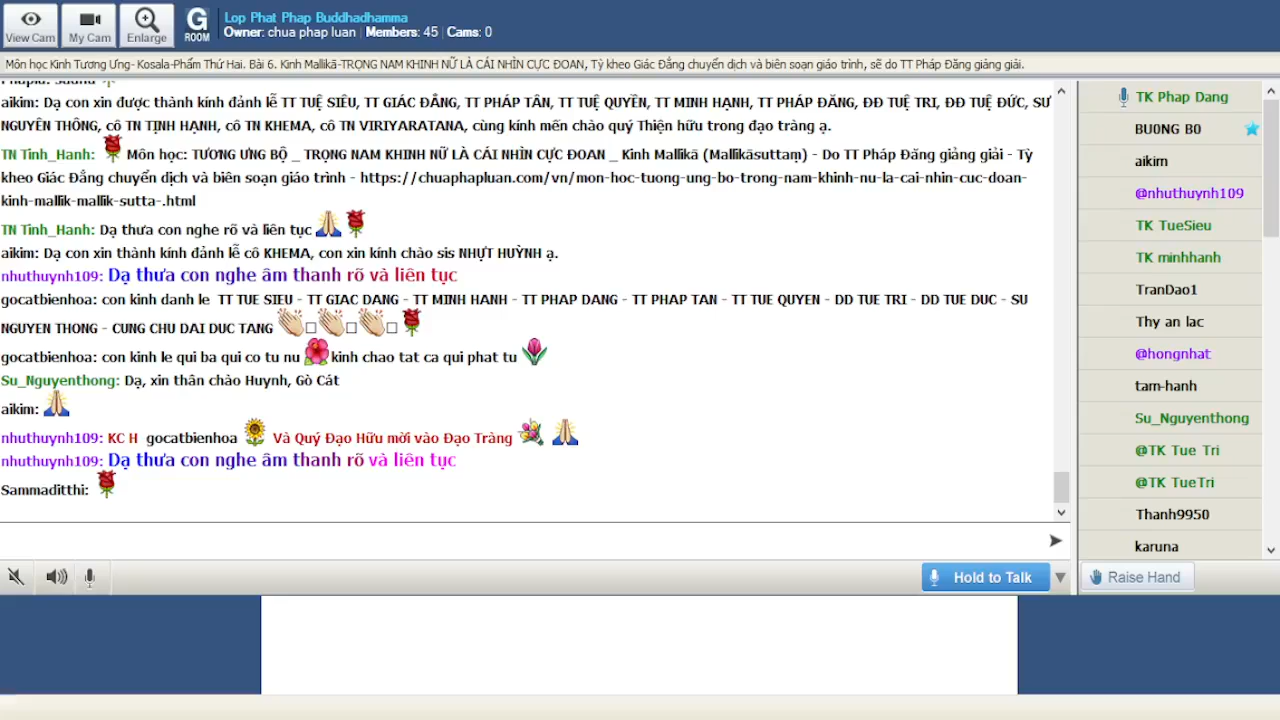 View Cam
My Cam
Enlarge
G
ROOM
Lop Phat Phap Buddhadhamma
Owner: chua phap luan | Members: 45 | Cams: 0
Môn học Kinh Tương Ưng- Kosala-Phẩm Thứ Hai. Bài 6. Kinh Mallikā-TRỌNG NAM KHINH NỮ LÀ CÁI NHÌN CỰC ĐOAN, Tỳ kheo Giác Đẳng chuyển dịch và biên soạn giáo trình, sẽ do TT Pháp Đăng giảng giải.
aikim: Dạ con xin được thành kính đảnh lễ TT TUỆ SIÊU, TT GIÁC ĐẲNG, TT PHÁP TÂN, TT TUỆ QUYỀN, TT MINH HẠNH, TT PHÁP ĐĂNG, ĐĐ TUỆ TRI, ĐĐ TUỆ ĐỨC, SƯ
NGUYÊN THÔNG, cô TN TỊNH HẠNH, cô TN KHEMA, cô TN VIRIYARATANA, cùng kính mến chào quý Thiện hữu trong đạo tràng ạ.
TN Tinh_Hanh: Môn học: TƯƠNG ƯNG BỘ _ TRỌNG NAM KHINH NỮ LÀ CÁI NHÌN CỰC ĐOAN _ Kinh Mallikā (Mallikāsuttaṃ) - Do TT Pháp Đăng giảng giải - Tỳ
kheo Giác Đẳng chuyển dịch và biên soạn giáo trình - https://chuaphapluan.com/vn/mon-hoc-tuong-ung-bo-trong-nam-khinh-nu-la-cai-nhin-cuc-doan-
kinh-mallik-mallik-sutta-.html
TN Tinh_Hanh: Dạ thưa con nghe rõ và liên tục
aikim: Dạ con xin thành kính đảnh lễ cô KHEMA, con xin kính chào sis NHỰT HUỲNH ạ.
nhuthuynh109: Dạ thưa con nghe âm thanh rõ và liên tục
gocatbienhoa: con kinh danh le TT TUE SIEU - TT GIAC DANG - TT MINH HANH - TT PHAP DANG - TT PHAP TAN - TT TUE QUYEN - DD TUE TRI - DD TUE DUC - SU
NGUYEN THONG - CUNG CHU DAI DUC TANG
gocatbienhoa: con kinh le qui ba qui co tu nu kinh chao tat ca qui phat tu
Su_Nguyenthong: Dạ, xin thân chào Huynh, Gò Cát
aikim:
nhuthuynh109: KC H gocatbienhoa Và Quý Đạo Hữu mới vào Đạo Tràng
nhuthuynh109: Dạ thưa con nghe âm thanh rõ và liên tục
Sammaditthi:
Hold to Talk
TK Phap Dang
BU0NG B0
aikim
@nhuthuynh109
TK TueSieu
TK minhhanh
TranDao1
Thy an lac
@hongnhat
tam-hanh
Su_Nguyenthong
@TK Tue Tri
@TK TueTri
Thanh9950
karuna
Raise Hand